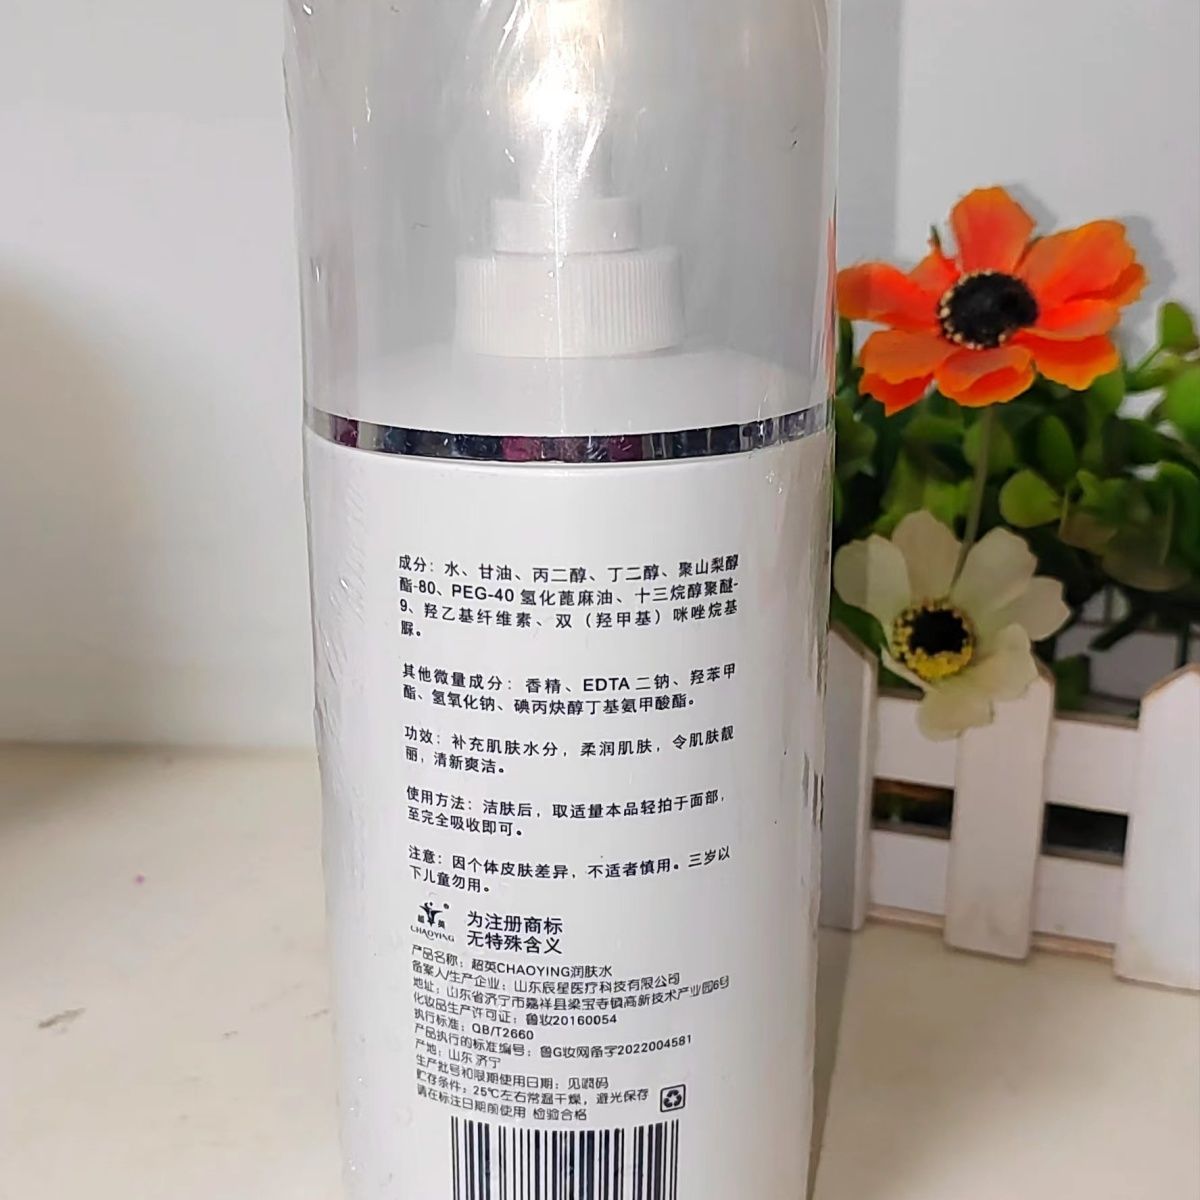 成分：水、甘油、丙二醇、丁二醇、聚山梨醇
酯-80、PEG-40 氢化蓖麻油、十三烷醇聚醚-
9、羟乙基纤维素、双（羟甲基）咪唑烷基
脲。
其他微量成分：香精、EDTA 二钠、羟苯甲
酯、氢氧化钠、碘丙炔醇丁基氨甲酸酯。
功效：补充肌肤水分，柔润肌肤，令肌肤靓
丽，清新爽洁。
使用方法：洁肤后，取适量本品轻拍于面部，
至完全吸收即可。
注意：因个体皮肤差异，不适者慎用。三岁以
下儿童勿用。
超英®
CHAOYING
为注册商标
无特殊含义
产品名称：超英CHAOYING润肤水
备案人/生产企业：山东辰星医疗科技有限公司
地址：山东省济宁市嘉祥县梁宝寺镇高新技术产业园6号
化妆品生产许可证：鲁妆20160054
执行标准：QB/T2660
产品执行的标准编号：鲁G妆网备字2022004581
产地：山东 济宁
生产批号和限期使用日期：见喷码
贮存条件：25℃左右常温干燥，避光保存
请在标注日期前使用 检验合格